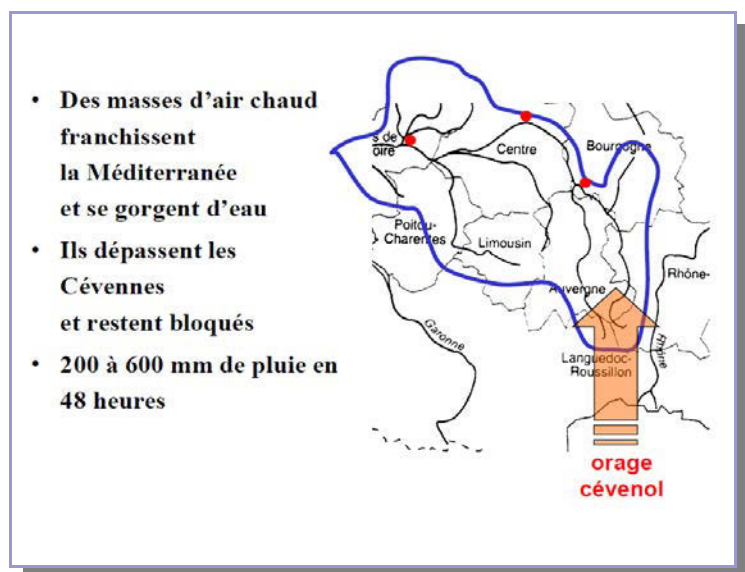 • Des masses d'air chaud
franchissent
la Méditerranée
et se gorgent d'eau
• Ils dépassent les
Cévennes
et restent bloqués
• 200 à 600 mm de pluie en
48 heures
s de
oire
Centre
Bourgogne
Poitou-
Charentes
Limousin
Auvergne
Rhône-
Garonne
Rhône
Languedoc-
Roussillon
orage
cévenol